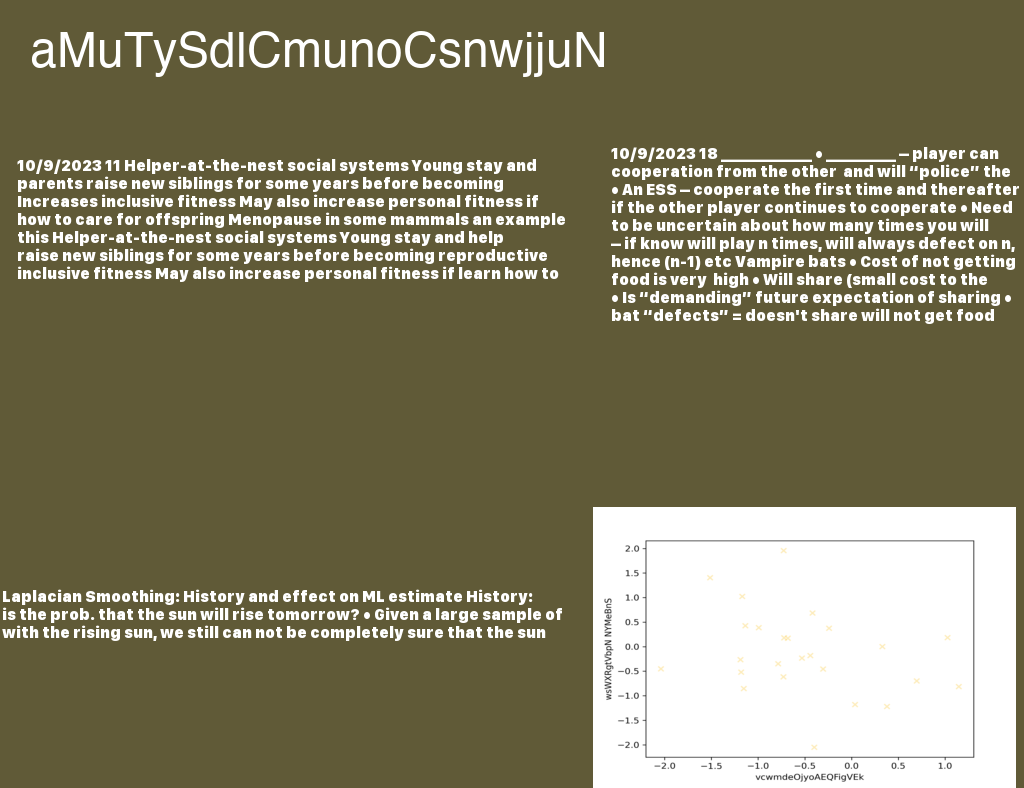 aMuTySdlCmunoCsnwjjuN
10/9/2023 11 Helper-at-the-nest social systems Young stay and
parents raise new siblings for some years before becoming
Increases inclusive fitness May also increase personal fitness if
how to care for offspring Menopause in some mammals an example
this Helper-at-the-nest social systems Young stay and help
raise new siblings for some years before becoming reproductive
inclusive fitness May also increase personal fitness if learn how to
10/9/2023 18 _____________ • __________ – player can
cooperation from the other and will “police” the
• An ESS – cooperate the first time and thereafter
if the other player continues to cooperate • Need
to be uncertain about how many times you will
– if know will play n times, will always defect on n,
hence (n-1) etc Vampire bats • Cost of not getting
food is very high • Will share (small cost to the
• Is “demanding” future expectation of sharing •
bat “defects” = doesn't share will not get food
Laplacian Smoothing: History and effect on ML estimate History:
is the prob. that the sun will rise tomorrow? • Given a large sample of
with the rising sun, we still can not be completely sure that the sun
wsWXRgtVbpN NYMeBnS
2.0
1.5
1.0
0.5
0.0
−0.5
−1.0
−1.5
−2.0
−2.0 −1.5 −1.0 −0.5 0.0 0.5 1.0
vcwmdeOjyoAEQFigVEk